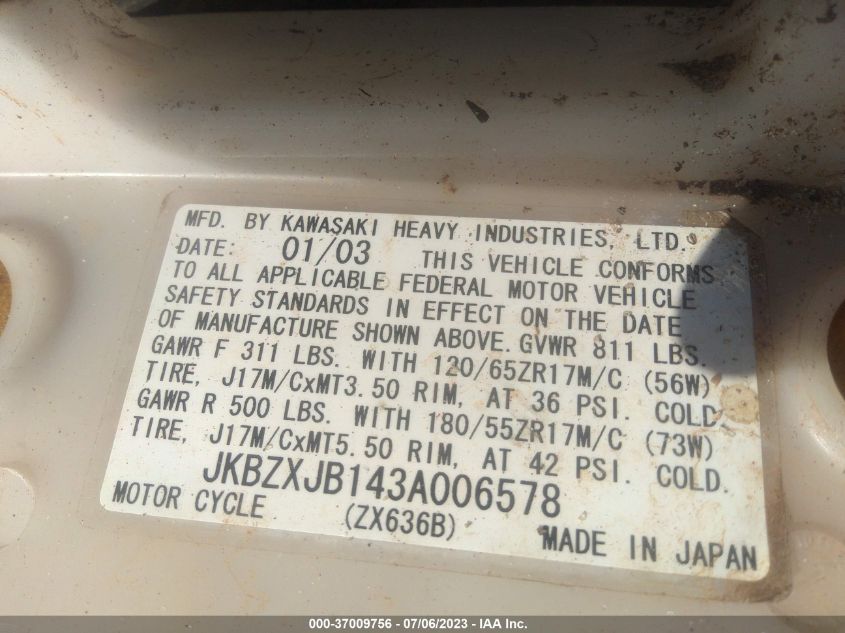 MFD. BY KAWASAKI HEAVY INDUSTRIES, LTD.
DATE: 01/03 THIS VEHICLE CONFORMS
TO ALL APPLICABLE FEDERAL MOTOR VEHICLE
SAFETY STANDARDS IN EFFECT ON THE DATE
OF MANUFACTURE SHOWN ABOVE. GVWR 811 LBS.
GAWR F 311 LBS. WITH 120/65ZR17M/C (56W)
TIRE, J17M/CxMT3.50 RIM, AT 36 PSI. COLD.
GAWR R 500 LBS. WITH 180/55ZR17M/C (73W)
TIRE, J17M/CxMT5.50 RIM, AT 42 PSI. COLD.
JKBZXJB143A006578
MOTOR CYCLE (ZX636B) MADE IN JAPAN
000-37009756 - 07/06/2023 - IAA Inc.